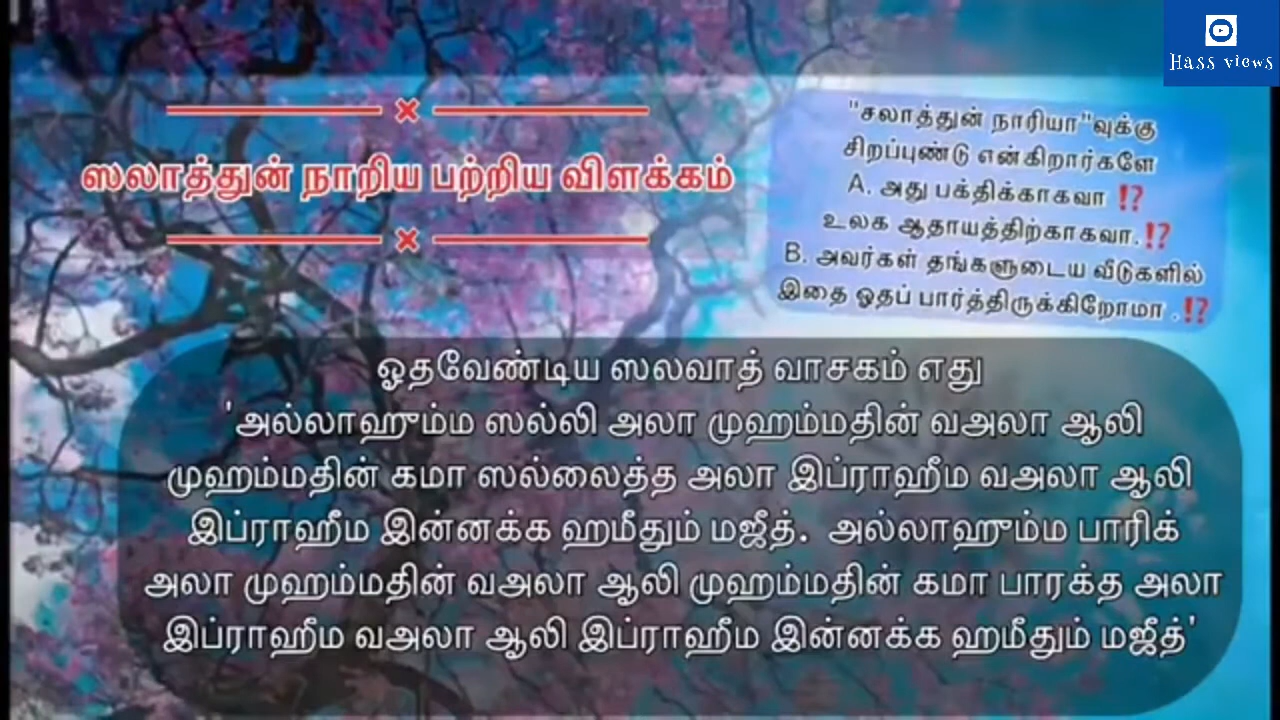 Hass views
ஸலாத்துன் நாறிய பற்றிய விளக்கம்
"சலாத்துன் நாரியா"வுக்கு
சிறப்புண்டு என்கிறார்களே
A. அது பக்திக்காகவா ⁉️
உலக ஆதாயத்திற்காகவா.⁉️
B. அவர்கள் தங்களுடைய வீடுகளில்
இதை ஓதப் பார்த்திருக்கிறோமா .⁉️
ஓதவேண்டிய ஸலவாத் வாசகம் எது
'அல்லாஹும்ம ஸல்லி அலா முஹம்மதின் வஅலா ஆலி
முஹம்மதின் கமா ஸல்லைத்த அலா இப்ராஹீம வஅலா ஆலி
இப்ராஹீம இன்னக்க ஹமீதும் மஜீத். அல்லாஹும்ம பாரிக்
அலா முஹம்மதின் வஅலா ஆலி முஹம்மதின் கமா பாரக்த அலா
இப்ராஹீம வஅலா ஆலி இப்ராஹீம இன்னக்க ஹமீதும் மஜீத்'